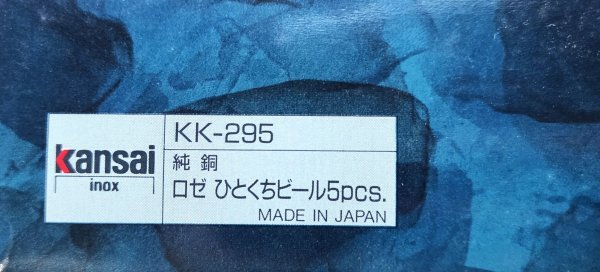 kansai
inox
KK-295
純銅
ロゼ ひとくちビール5pcs.
MADE IN JAPAN